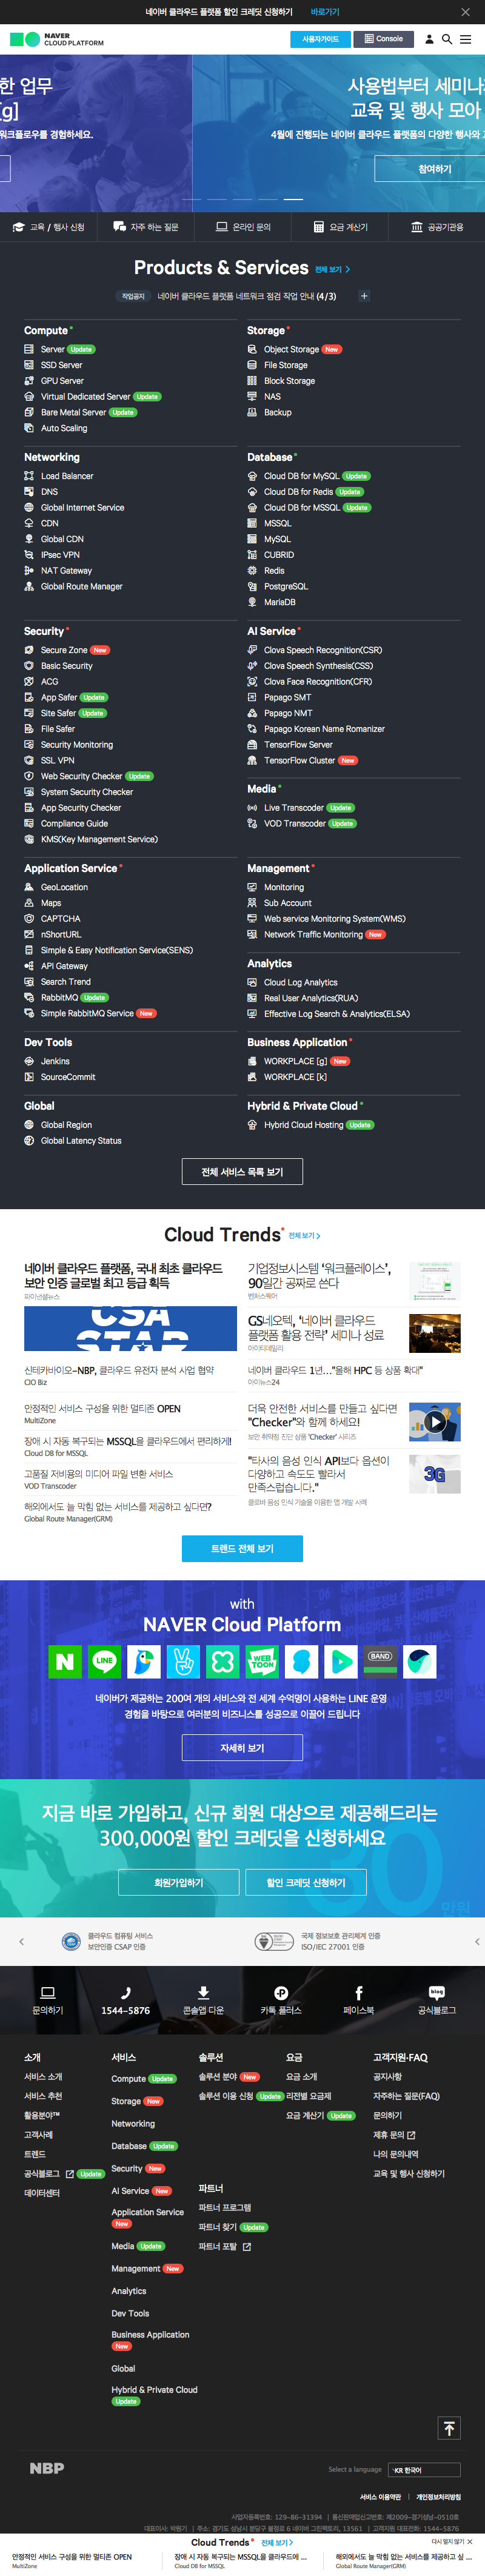 네이버 클라우드 플랫폼 할인 크레딧 신청하기 바로가기
NAVER
CLOUD PLATFORM
사용자가이드
Console
한 업무
[g]
워크플로우를 경험하세요.
사용법부터 세미나
교육 및 행사 모아
4월에 진행되는 네이버 클라우드 플랫폼의 다양한 행사와
참여하기
교육 / 행사 신청
자주 하는 질문
온라인 문의
요금 계산기
공공기관용
Products & Services 전체 보기
작업공지 네이버 클라우드 플랫폼 네트워크 점검 작업 안내 (4/3)
Compute
Server Update
SSD Server
GPU Server
Virtual Dedicated Server Update
Bare Metal Server Update
Auto Scaling
Storage
Object Storage New
File Storage
Block Storage
NAS
Backup
Networking
Load Balancer
DNS
Global Internet Service
CDN
Global CDN
IPsec VPN
NAT Gateway
Global Route Manager
Database
Cloud DB for MySQL Update
Cloud DB for Redis Update
Cloud DB for MSSQL Update
MSSQL
MySQL
CUBRID
Redis
PostgreSQL
MariaDB
Security
Secure Zone New
Basic Security
ACG
App Safer Update
Site Safer Update
File Safer
Security Monitoring
SSL VPN
Web Security Checker Update
System Security Checker
App Security Checker
Compliance Guide
KMS(Key Management Service)
AI Service
Clova Speech Recognition(CSR)
Clova Speech Synthesis(CSS)
Clova Face Recognition(CFR)
Papago SMT
Papago NMT
Papago Korean Name Romanizer
TensorFlow Server
TensorFlow Cluster New
Media
Live Transcoder Update
VOD Transcoder Update
Application Service
GeoLocation
Maps
CAPTCHA
nShortURL
Simple & Easy Notification Service(SENS)
API Gateway
Search Trend
RabbitMQ Update
Simple RabbitMQ Service New
Management
Monitoring
Sub Account
Web service Monitoring System(WMS)
Network Traffic Monitoring New
Analytics
Cloud Log Analytics
Real User Analytics(RUA)
Effective Log Search & Analytics(ELSA)
Dev Tools
Jenkins
SourceCommit
Business Application
WORKPLACE [g] New
WORKPLACE [k]
Global
Global Region
Global Latency Status
Hybrid & Private Cloud
Hybrid Cloud Hosting Update
전체 서비스 목록 보기
Cloud Trends 전체 보기
네이버 클라우드 플랫폼, 국내 최초 클라우드
보안 인증 글로벌 최고 등급 획득
파이낸셜뉴스
CSA
STAR
신테카바이오-NBP, 클라우드 유전자 분석 사업 협약
CIO Biz
안정적인 서비스 구성을 위한 멀티존 OPEN
MultiZone
장애 시 자동 복구되는 MSSQL을 클라우드에서 편리하게!
Cloud DB for MSSQL
고품질 저비용의 미디어 파일 변환 서비스
VOD Transcoder
해외에서도 늘 막힘 없는 서비스를 제공하고 싶다면?
Global Route Manager(GRM)
기업정보시스템 '워크플레이스',
90일간 공짜로 쓴다
벤처스퀘어
GS네오텍, '네이버 클라우드
플랫폼 활용 전략' 세미나 성료
아이티데일리
네이버 클라우드 1년..."올해 HPC 등 상품 확대"
아이뉴스24
더욱 안전한 서비스를 만들고 싶다면
"Checker"와 함께 하세요!
보안 취약점 진단 상품 'Checker' 시리즈
"타사의 음성 인식 API보다 옵션이
다양하고 속도도 빨라서
만족스럽습니다."
클로바 음성 인식 기술을 이용한 앱 개발 사례
3G
트렌드 전체 보기
with
NAVER Cloud Platform
N
LINE
WEB
TOON
BAND
네이버가 제공하는 200여 개의 서비스와 전 세계 수억명이 사용하는 LINE 운영
경험을 바탕으로 여러분의 비즈니스를 성공으로 이끌어 드립니다
자세히 보기
지금 바로 가입하고, 신규 회원 대상으로 제공해드리는
300,000원 할인 크레딧을 신청하세요
30
만원
회원가입하기
할인 크레딧 신청하기
클라우드 컴퓨팅 서비스
보안인증 CSAP 인증
국제 정보보호 관리체계 인증
ISO/IEC 27001 인증
문의하기
1544-5876
콘솔앱 다운
카톡 플러스
페이스북
blog
공식블로그
소개
서비스 소개
서비스 추천
활용분야™
고객사례
트렌드
공식블로그 Update
데이터센터
서비스
Compute Update
Storage New
Networking
Database Update
Security New
AI Service New
Application Service
New
Media Update
Management New
Analytics
Dev Tools
Business Application
New
Global
Hybrid & Private Cloud
Update
솔루션
솔루션 분야 New
솔루션 이용 신청 Update
파트너
파트너 프로그램
파트너 찾기 Update
파트너 포탈
요금
요금 소개
리전별 요금제
요금 계산기 Update
고객지원·FAQ
공지사항
자주하는 질문(FAQ)
문의하기
제휴 문의
나의 문의내역
교육 및 행사 신청하기
NBP
Select a language
KR 한국어
서비스 이용약관 | 개인정보처리방침
사업자등록번호: 129-86-31394 | 통신판매업신고번호: 제2009-경기성남-0510호
대표이사: 박원기 | 주소: 경기도 성남시 분당구 불정로 6 네이버 그린팩토리, 13561 | 고객지원 대표전화: 1544-5876
Cloud Trends 전체 보기
다시 열지 않기
안정적인 서비스 구성을 위한 멀티존 OPEN
MultiZone
장애 시 자동 복구되는 MSSQL을 클라우드에 ...
Cloud DB for MSSQL
해외에서도 늘 막힘 없는 서비스를 제공하고 싶 ...
Global Route Manager(GRM)